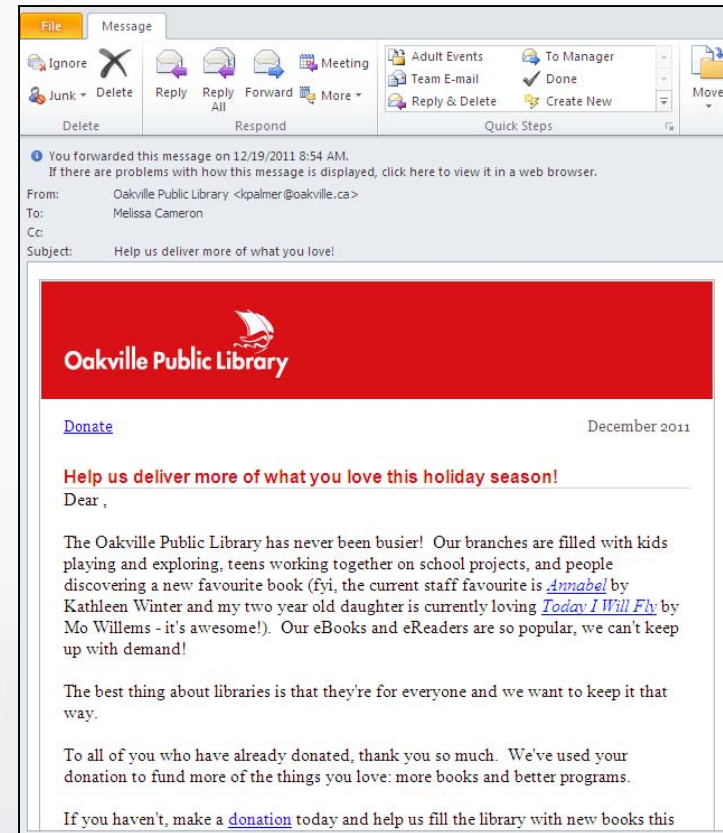 File Message
Ignore
Junk
Delete
Reply
Reply All
Forward
Meeting
More
Adult Events
Team E-mail
Reply & Delete
To Manager
Done
Create New
Move
Delete
Respond
Quick Steps
You forwarded this message on 12/19/2011 8:54 AM.
If there are problems with how this message is displayed, click here to view it in a web browser.
From: Oakville Public Library <kpalmer@oakville.ca>
To: Melissa Cameron
Cc:
Subject: Help us deliver more of what you love!
Oakville Public Library
Donate December 2011
Help us deliver more of what you love this holiday season!
Dear ,
The Oakville Public Library has never been busier! Our branches are filled with kids
playing and exploring, teens working together on school projects, and people
discovering a new favourite book (fyi, the current staff favourite is Annabel by
Kathleen Winter and my two year old daughter is currently loving Today I Will Fly by
Mo Willems - it's awesome!). Our eBooks and eReaders are so popular, we can't keep
up with demand!
The best thing about libraries is that they're for everyone and we want to keep it that
way.
To all of you who have already donated, thank you so much. We've used your
donation to fund more of the things you love: more books and better programs.
If you haven't, make a donation today and help us fill the library with new books this